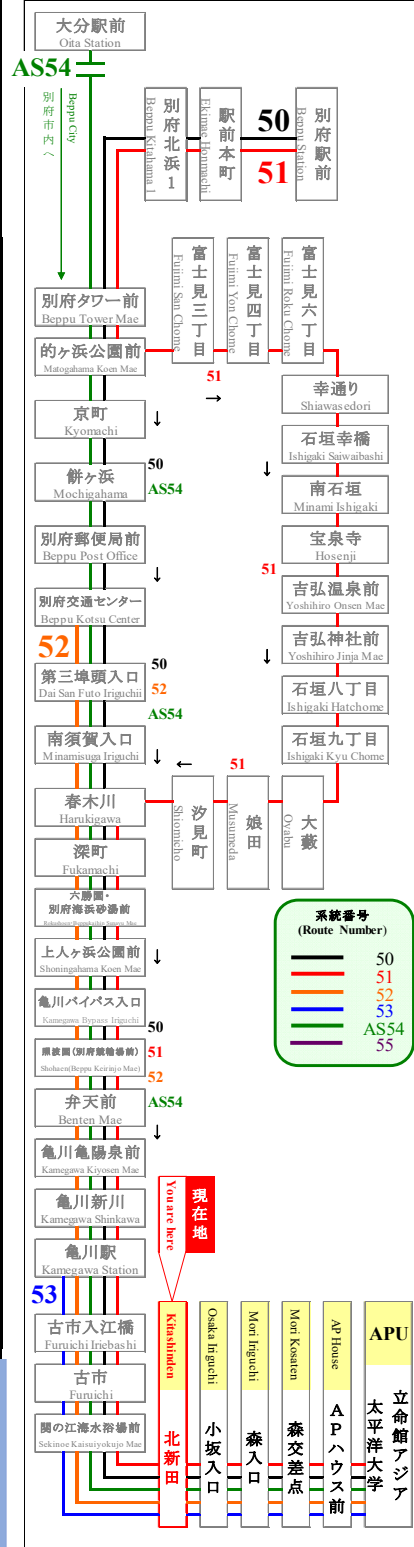 大分駅前
Oita Station
AS54
別府市内へ
Beppu City
別府北浜1
Beppu Kitahama 1
駅前本町
Ekimae Honmachi
50
51
別府駅前
Beppu Station
別府タワー前
Beppu Tower Mae
的ヶ浜公園前
Matogahama Koen Mae
富士見三丁目
Fujimi San Chome
富士見四丁目
Fujimi Yon Chome
富士見六丁目
Fujimi Roku Chome
51
→
幸通り
Shiawasedori
京町
Kyomachi
↓
石垣幸橋
Ishigaki Saiwaibashi
↓
餅ヶ浜
Mochigahama
50
AS54
南石垣
Minami Ishigaki
別府郵便局前
Beppu Post Office
宝泉寺
Hosenji
↓
51
吉弘温泉前
Yoshihiro Onsen Mae
別府交通センター
Beppu Kotsu Center
吉弘神社前
Yoshihiro Jinja Mae
52
↓
第三埠頭入口
Dai San Futo Iriguchii
50
52
AS54
石垣八丁目
Ishigaki Hatchome
南須賀入口
Minamisuga Iriguchi
↓
石垣九丁目
Ishigaki Kyu Chome
51
←
春木川
Harukigawa
汐見町
Shiomicho
娘田
Musumeda
大藪
Oyabu
深町
Fukamachi
六勝園・
別府海浜砂湯前
上人ヶ浜公園前
Shoningahama Koen Mae
↓
亀川バイパス入口
Kamegawa Bypass Iriguchi
50
照波園(別府競輪場前)
Shohaen(Beppu Keirinjo Mae)
51
52
弁天前
Benten Mae
AS54
↓
亀川亀陽泉前
Kamegawa Kiyosen Mae
亀川新川
Kamegawa Shinkawa
亀川駅
Kamegawa Station
53
古市入江橋
Furuichi Iriebashi
古市
Furuichi
関の江海水浴場前
Sekinoe Kaisuiyokujo Mae
系統番号
(Route Number)
50
51
52
53
AS54
55
現在地
You are here
Kitashinden
北新田
Osaka Iriguchi
小坂入口
Mori Iriguchi
森入口
Mori Kosaten
森交差点
AP House
APハウス前
APU
立命館アジア
太平洋大学